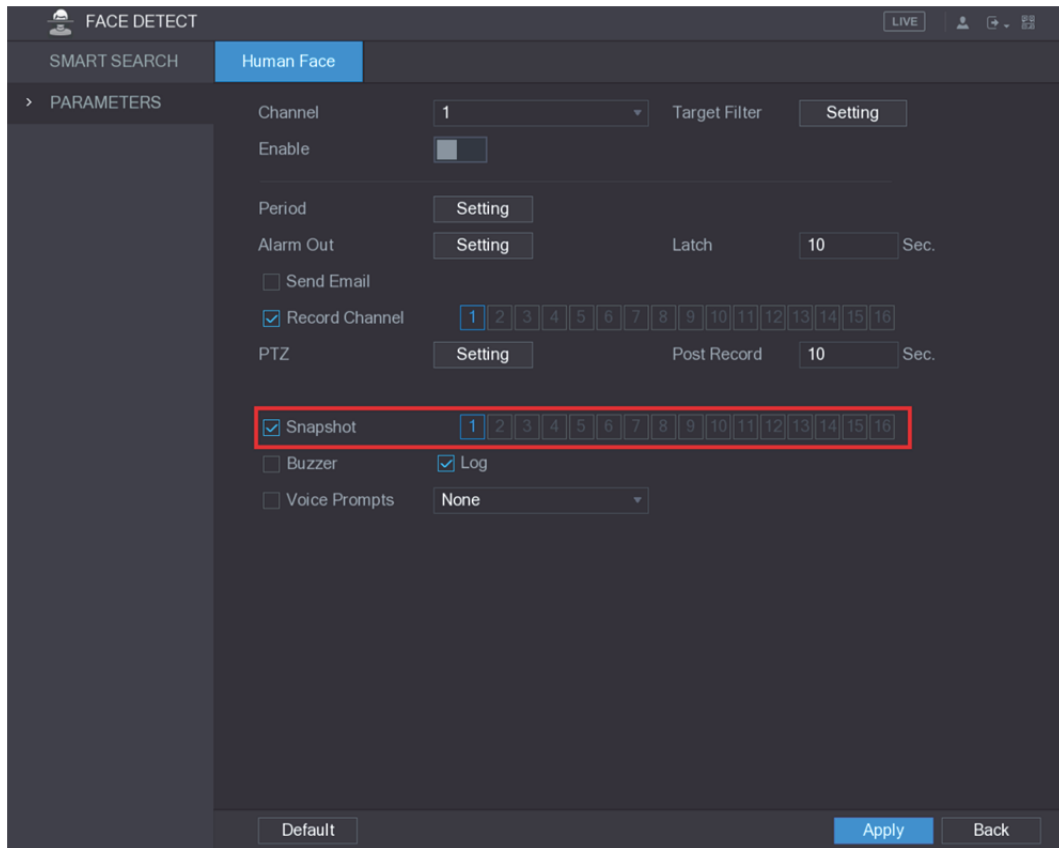 FACE DETECT LIVE
SMART SEARCH Human Face
> PARAMETERS
Channel 1 Target Filter Setting
Enable
Period Setting
Alarm Out Setting Latch 10 Sec.
Send Email
Record Channel 1 2 3 4 5 6 7 8 9 10 11 12 13 14 15 16
PTZ Setting Post Record 10 Sec.
Snapshot 1 2 3 4 5 6 7 8 9 10 11 12 13 14 15 16
Buzzer Log
Voice Prompts None
Default Apply Back